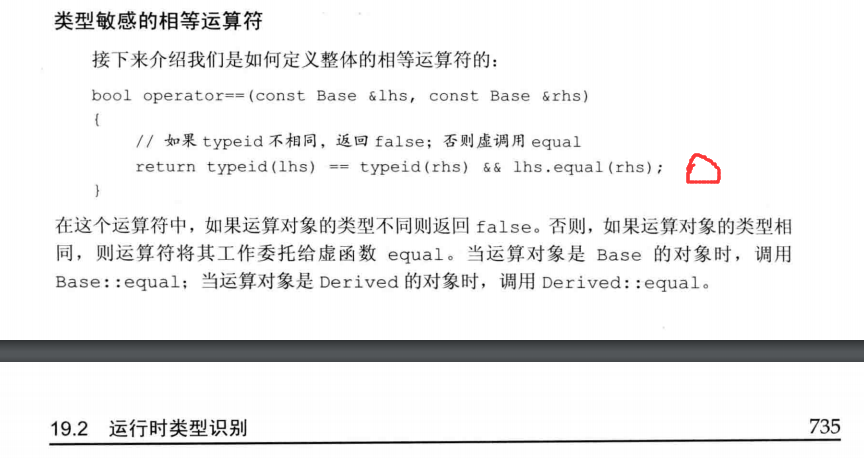 类型敏感的相等运算符
接下来介绍我们是如何定义整体的相等运算符的：
bool operator==(const Base &lhs, const Base &rhs)
{
// 如果 typeid 不相同，返回 false；否则虚调用 equal
return typeid(lhs) == typeid(rhs) && lhs.equal(rhs);
}
在这个运算符中，如果运算对象的类型不同则返回 false。否则，如果运算对象的类型相
同，则运算符将其工作委托给虚函数 equal。当运算对象是 Base 的对象时，调用
Base::equal；当运算对象是 Derived 的对象时，调用 Derived::equal。
19.2 运行时类型识别 735